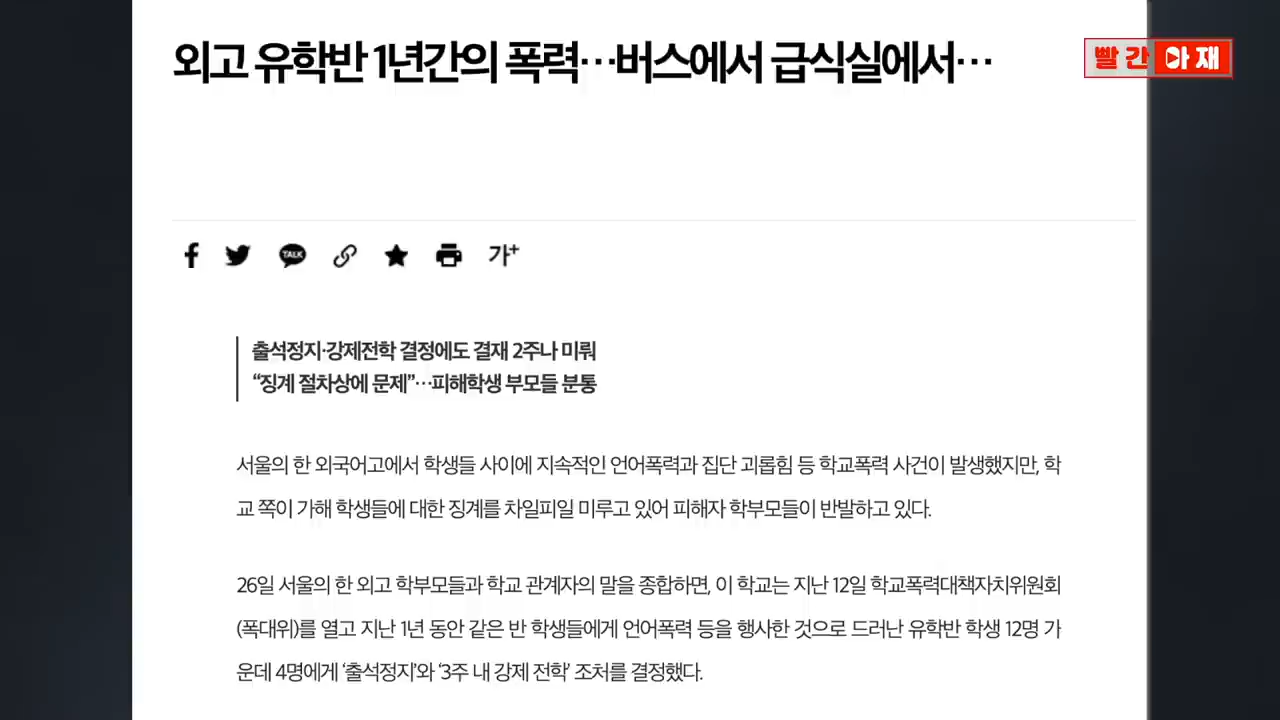 외고 유학반 1년간의 폭력…버스에서 급식실에서…
빨간아재
TALK
가+
출석정지·강제전학 결정에도 결재 2주나 미뤄
“징계 절차상에 문제”…피해학생 부모들 분통
서울의 한 외국어고에서 학생들 사이에 지속적인 언어폭력과 집단 괴롭힘 등 학교폭력 사건이 발생했지만, 학
교 쪽이 가해 학생들에 대한 징계를 차일피일 미루고 있어 피해자 학부모들이 반발하고 있다.
26일 서울의 한 외고 학부모들과 학교 관계자의 말을 종합하면, 이 학교는 지난 12일 학교폭력대책자치위원회
(폭대위)를 열고 지난 1년 동안 같은 반 학생들에게 언어폭력 등을 행사한 것으로 드러난 유학반 학생 12명 가
운데 4명에게 ‘출석정지’와 ‘3주 내 강제 전학’ 조처를 결정했다.